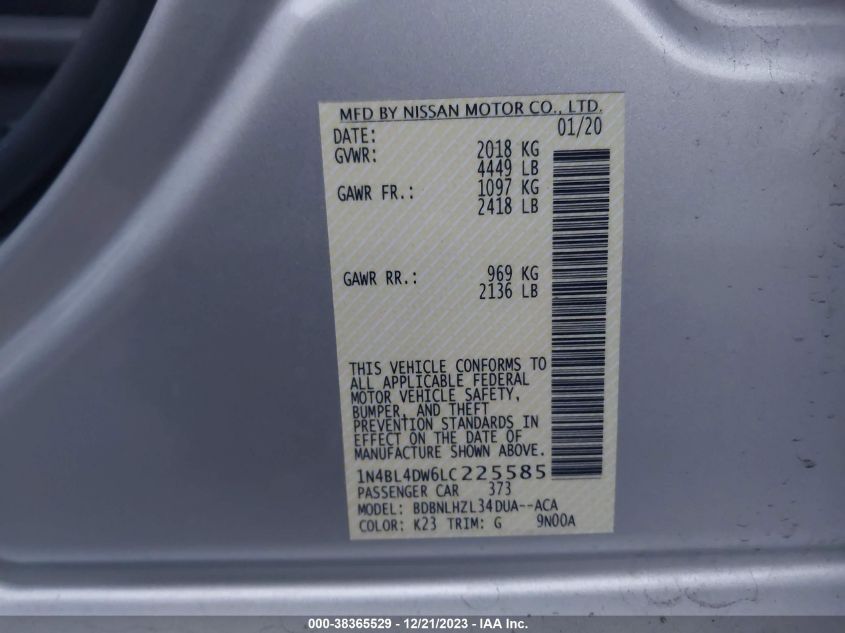 MFD BY NISSAN MOTOR CO., LTD.
DATE: 01/20
GVWR: 2018 KG
4449 LB
GAWR FR.: 1097 KG
2418 LB
GAWR RR.: 969 KG
2136 LB
THIS VEHICLE CONFORMS TO
ALL APPLICABLE FEDERAL
MOTOR VEHICLE SAFETY,
BUMPER, AND THEFT
PREVENTION STANDARDS IN
EFFECT ON THE DATE OF
MANUFACTURE SHOWN ABOVE.
1N4BL4DW6LC225585
PASSENGER CAR 373
MODEL: BDBNLHZL34DUA--ACA
COLOR: K23 TRIM: G 9N00A
000-38365529 - 12/21/2023 - IAA Inc.